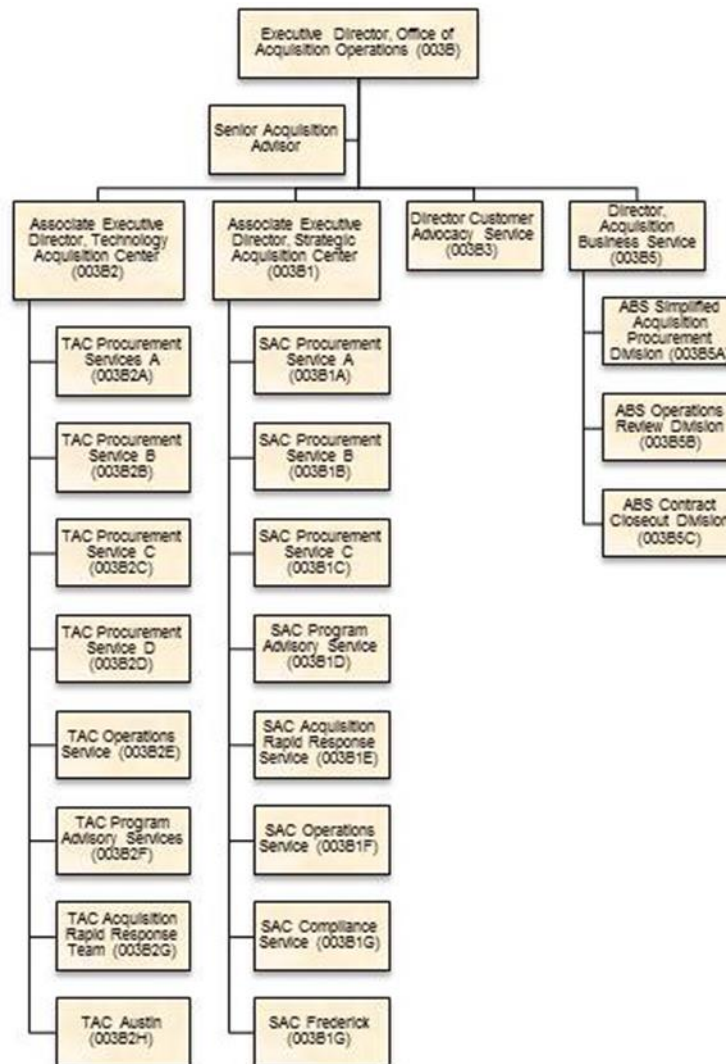 Executive Director, Office of
Acquisition Operations (003B)
Senior Acquisition
Advisor
Associate Executive
Director, Technology
Acquisition Center
(003B2)
Associate Executive
Director, Strategic
Acquisition Center
(003B1)
Director Customer
Advocacy Service
(003B3)
Director,
Acquisition
Business Service
(003B5)
TAC Procurement
Services A
(003B2A)
TAC Procurement
Service B
(003B2B)
TAC Procurement
Service C
(003B2C)
TAC Procurement
Service D
(003B2D)
TAC Operations
Service (003B2E)
TAC Program
Advisory Services
(003B2F)
TAC Acquisition
Rapid Response
Team (003B2G)
TAC Austin
(003B2H)
SAC Procurement
Service A
(003B1A)
SAC Procurement
Service B
(003B1B)
SAC Procurement
Service C
(003B1C)
SAC Program
Advisory Service
(003B1D)
SAC Acquisition
Rapid Response
Service (003B1E)
SAC Operations
Service (003B1F)
SAC Compliance
Service (003B1G)
SAC Frederick
(003B1G)
ABS Simplified
Acquisition
Procurement
Division (003B5A)
ABS Operations
Review Division
(003B5B)
ABS Contract
Closeout Division
(003B5C)